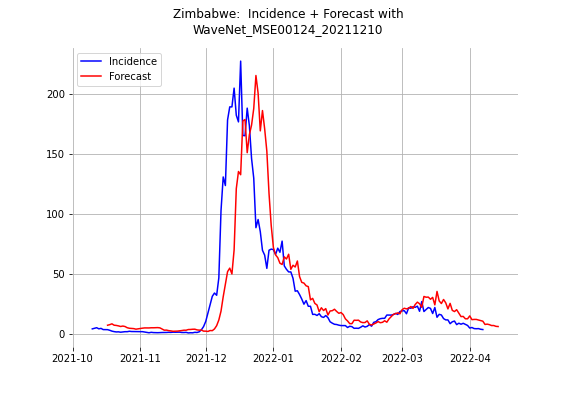 Zimbabwe:  Incidence + Forecast with
WaveNet_MSE00124_20211210
Incidence
Forecast
200
150
100
50
0
2021-10 2021-11 2021-12 2022-01 2022-02 2022-03 2022-04